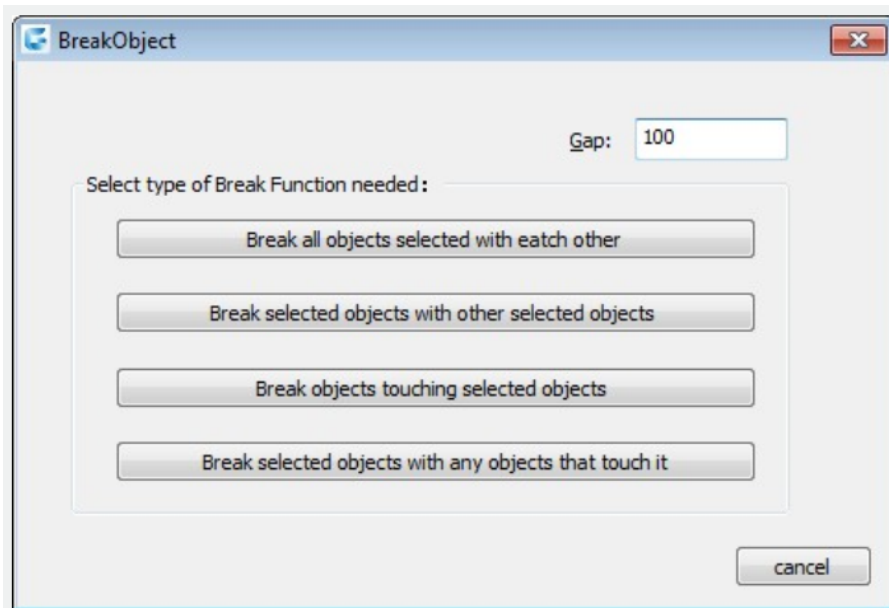 BreakObject
Gap: 100
Select type of Break Function needed:
Break all objects selected with eatch other
Break selected objects with other selected objects
Break objects touching selected objects
Break selected objects with any objects that touch it
cancel